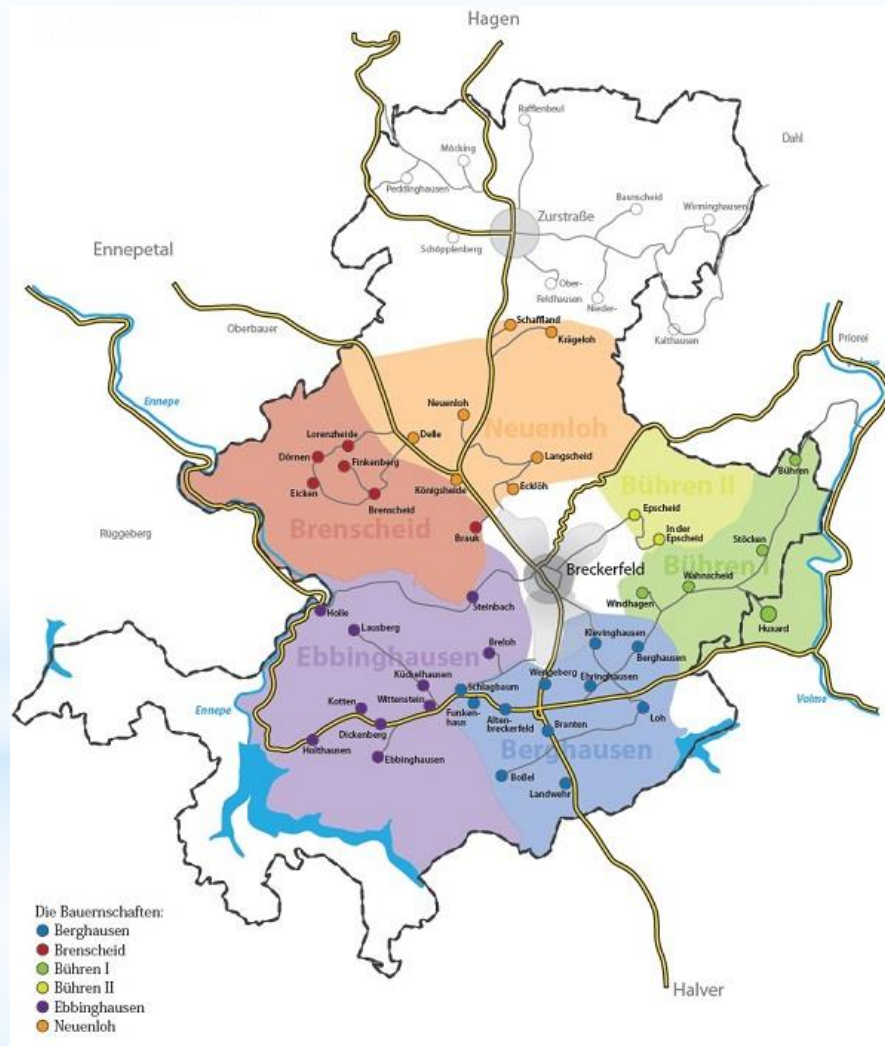 Hagen
Rafflenbeul
Dahl
Möcking
Peddinghausen
Baunscheid
Winninghausen
Zurstraße
Schöpplenberg
Ennepetal
Ober-
Feldhausen
Nieder-
Schaffland
Oberbauer
Krägeloh
Kalthausen
Priorei
Volme
Ennepe
Neuenloh
Delle
Neuenloh
Lorenzheide
Dörnen
Finkenberg
Langscheid
Bühren
Eicken
Königsheide
Ecklöh
Bühren II
Brenscheid
Epscheid
Brenscheid
Rüggeberg
Brauk
In der
Epscheid
Stöcken
Bühren I
Breckerfeld
Wahnscheid
Steinbach
Windhagen
Holle
Huxard
Lausberg
Klevinghausen
Breloh
Berghausen
Ebbinghausen
Kückelhausen
Wengeberg
Ehringhausen
Schlagbaum
Kotten
Wittenstein
Volme
Ennepe
Funken-
haus
Alten-
breckerfeld
Loh
Branten
Dickenberg
Holthausen
Ebbinghausen
Berghausen
Boßel
Landwehr
Die Bauernschaften:
Berghausen
Brenscheid
Bühren I
Bühren II
Ebbinghausen
Neuenloh
Halver